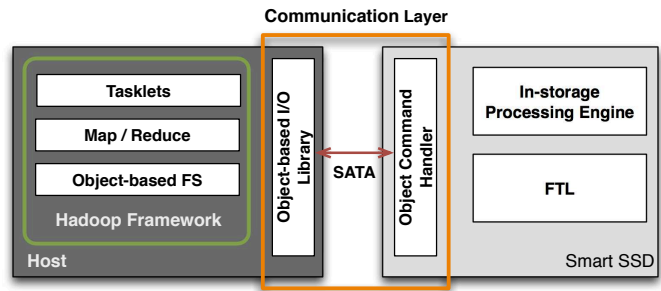 Communication Layer
Tasklets
Map / Reduce
Object-based FS
Hadoop Framework
Host
Object-based I/O
Library
SATA
Object Command
Handler
In-storage
Processing Engine
FTL
Smart SSD